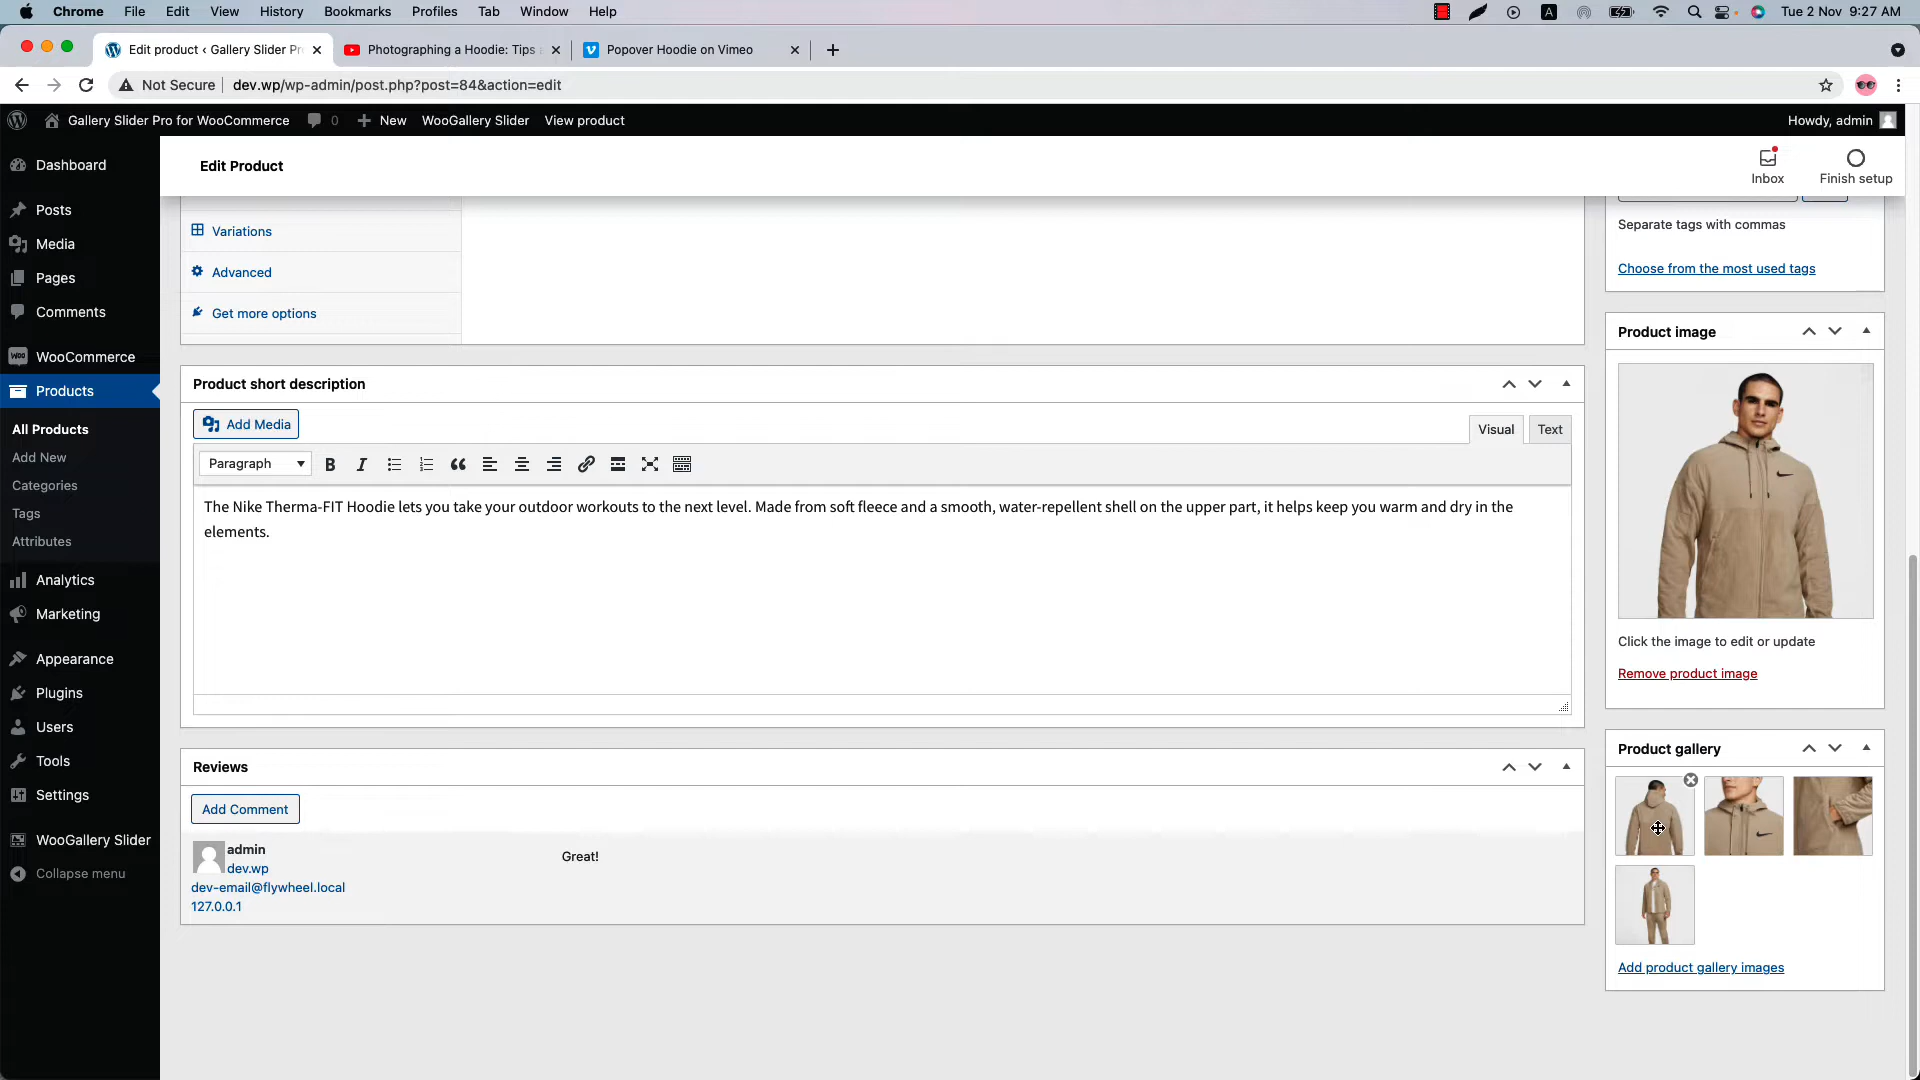 Chrome File Edit View History Bookmarks Profiles Tab Window Help
A
Tue 2 Nov 9:27 AM
Edit product ‹ Gallery Slider Pr
Photographing a Hoodie: Tips
Popover Hoodie on Vimeo
Not Secure
dev.wp/wp-admin/post.php?post=84&action=edit
Gallery Slider Pro for WooCommerce 0 New WooGallery Slider View product
Howdy, admin
Edit Product
Inbox
Finish setup
Dashboard
Posts
Media
Pages
Comments
WooCommerce
Products
All Products
Add New
Categories
Tags
Attributes
Analytics
Marketing
Appearance
Plugins
Users
Tools
Settings
WooGallery Slider
Collapse menu
Variations
Advanced
Get more options
Product short description
Add Media
Visual Text
Paragraph
B I
The Nike Therma-FIT Hoodie lets you take your outdoor workouts to the next level. Made from soft fleece and a smooth, water-repellent shell on the upper part, it helps keep you warm and dry in the
elements.
Reviews
Add Comment
admin
dev.wp
dev-email@flywheel.local
127.0.0.1
Great!
Separate tags with commas
Choose from the most used tags
Product image
Click the image to edit or update
Remove product image
Product gallery
Add product gallery images